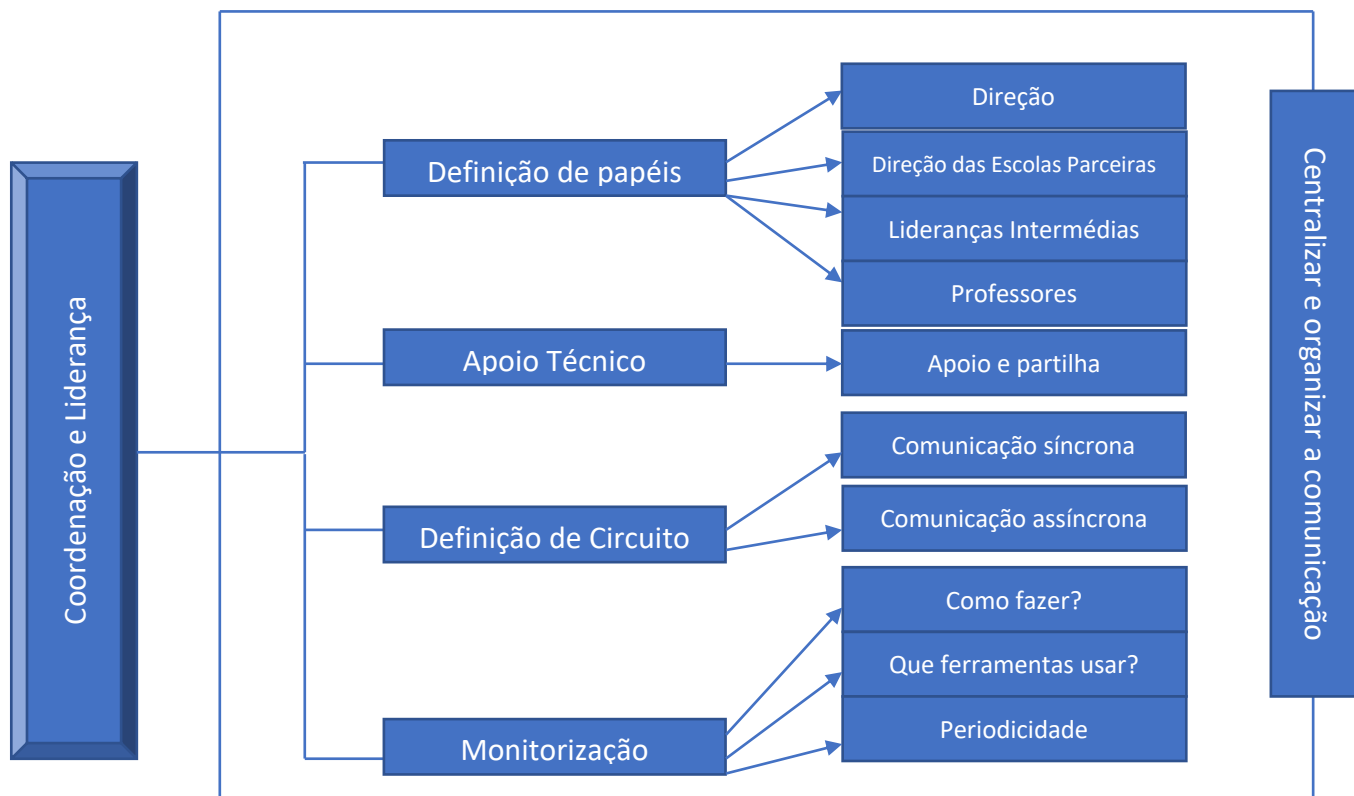 Coordenação e Liderança
Definição de papéis
Direção
Direção das Escolas Parceiras
Lideranças Intermédias
Professores
Apoio Técnico
Apoio e partilha
Definição de Circuito
Comunicação síncrona
Comunicação assíncrona
Monitorização
Como fazer?
Que ferramentas usar?
Periodicidade
Centralizar e organizar a comunicação